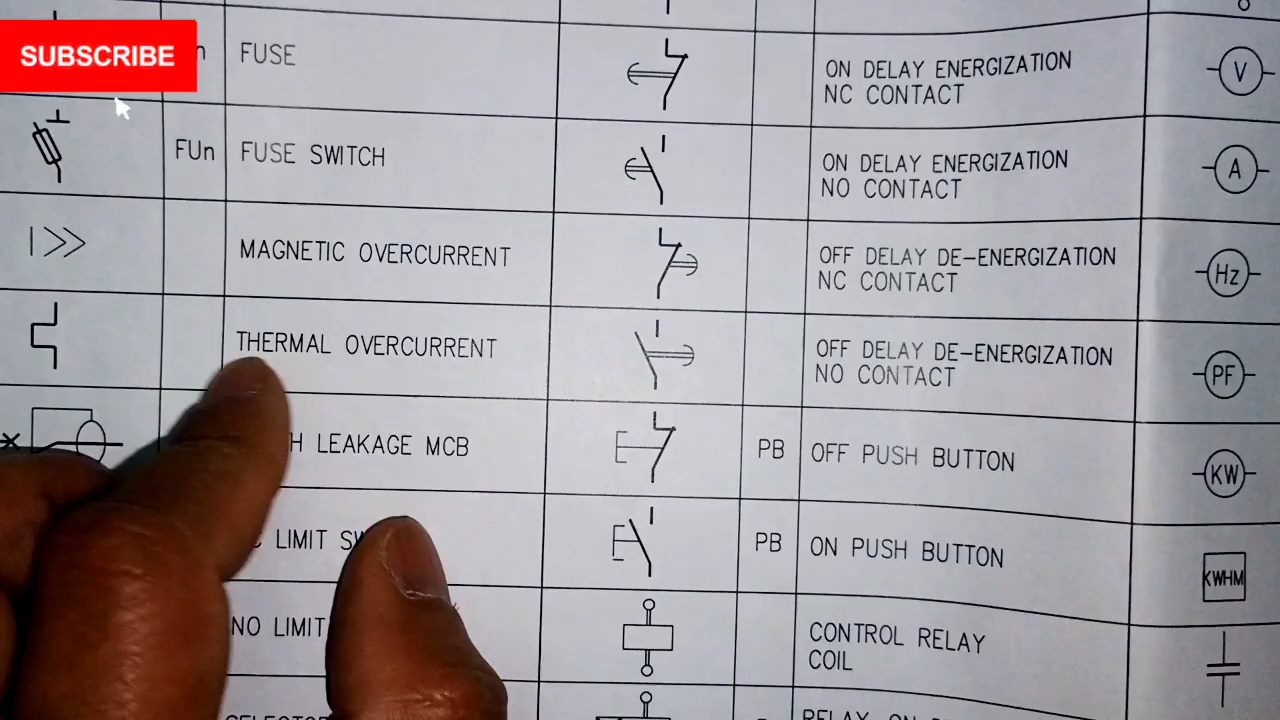 SUBSCRIBE
FUSE
ON DELAY ENERGIZATION
NC CONTACT
V
FUn
FUSE SWITCH
ON DELAY ENERGIZATION
NO CONTACT
A
I>>
MAGNETIC OVERCURRENT
OFF DELAY DE-ENERGIZATION
NC CONTACT
Hz
THERMAL OVERCURRENT
OFF DELAY DE-ENERGIZATION
NO CONTACT
PF
LEAKAGE MCB
PB
OFF PUSH BUTTON
KW
LIMIT
PB
ON PUSH BUTTON
KWHM
NO LIMIT
CONTROL RELAY
COIL